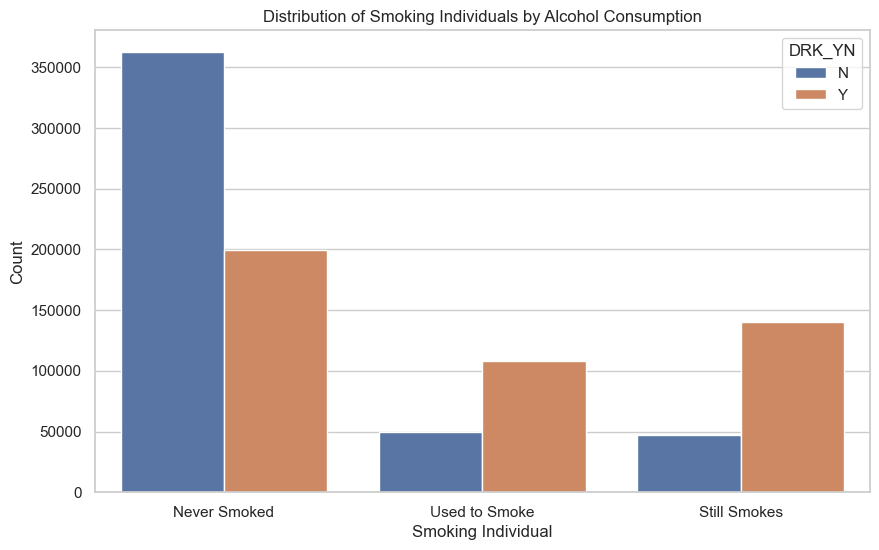 Distribution of Smoking Individuals by Alcohol Consumption
DRK_YN
N
Y
Count
350000
300000
250000
200000
150000
100000
50000
0
Never Smoked
Used to Smoke
Still Smokes
Smoking Individual